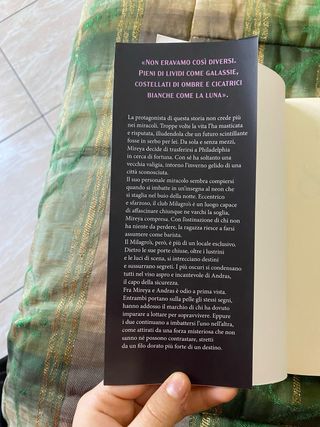 «Non eravamo così diversi.
Pieni di lividi come galassie,
costellati di ombre e cicatrici
bianche come la luna».
La protagonista di questa storia non crede più
nei miracoli. Troppe volte la vita l'ha masticata
e risputata, illudendola che un futuro scintillante
fosse in serbo per lei. Da sola e senza mezzi,
Mireya decide di trasferirsi a Philadelphia
in cerca di fortuna. Con sé ha soltanto una
vecchia valigia, intorno l'inverno gelido di una
città sconosciuta.
Il suo personale miracolo sembra compiersi
quando si imbatte in un'insegna al neon che
si staglia nel buio della notte. Eccentrico
e sfarzoso, il club Milagro's è un luogo capace
di affascinare chiunque ne varchi la soglia,
Mireya compresa. Con l'ostinazione di chi non
ha niente da perdere, la ragazza riesce a farsi
assumere come barista.
Il Milagro's, però, è più di un locale esclusivo.
Dietro le sue porte chiuse, oltre i lustrini
e le luci di scena, si intrecciano destini
e sussurrano segreti. I più oscuri si condensano
tutti nel viso aspro e incantevole di Andras,
il capo della sicurezza.
Fra Mireya e Andras è odio a prima vista.
Entrambi portano sulla pelle gli stessi segni,
hanno addosso il marchio di chi ha dovuto
imparare a lottare per sopravvivere. Eppure
i due continuano a imbattersi l'uno nell'altra,
come attirati da una forza misteriosa che non
sanno né possono contrastare, stretti
da un filo dorato più forte di un destino.